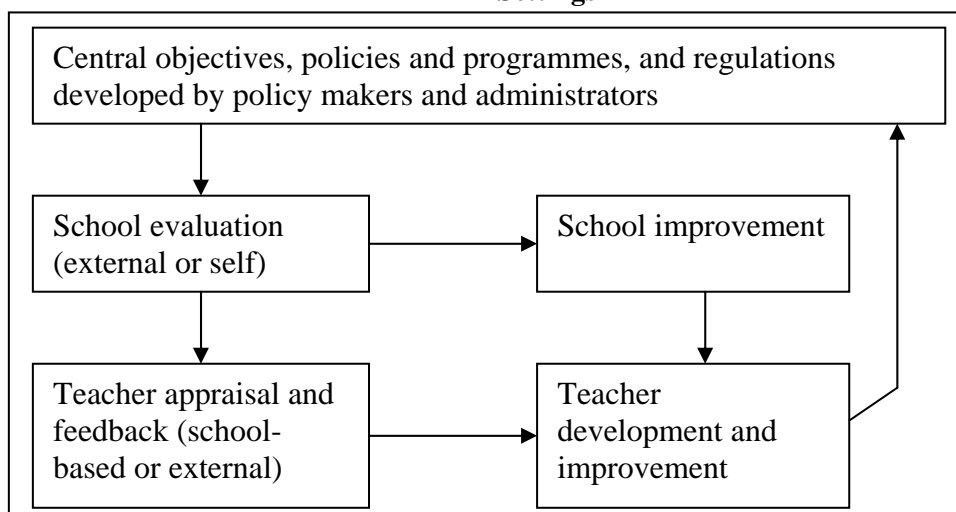 Central objectives, policies and programmes, and regulations
developed by policy makers and administrators
School evaluation
(external or self)
School improvement
Teacher appraisal and
feedback (school-
based or external)
Teacher
development and
improvement